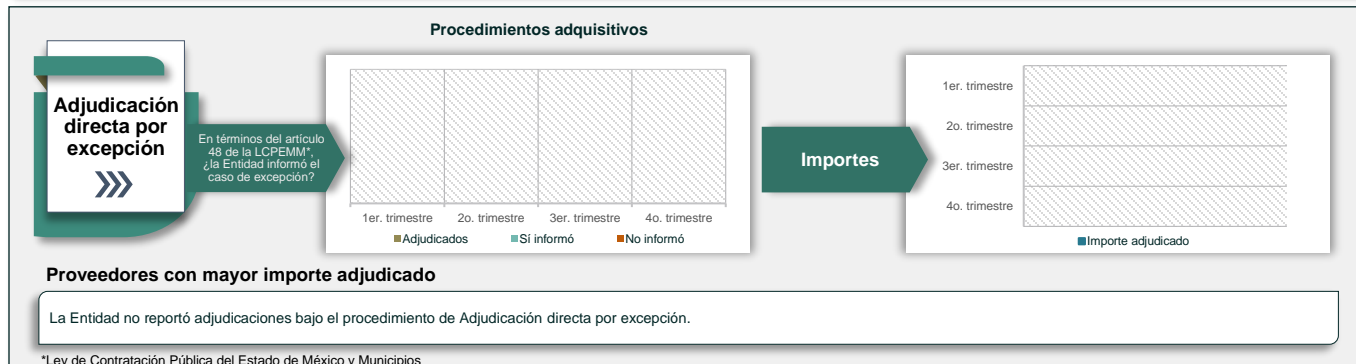 Procedimientos adquisitivos
Adjudicación
directa por
excepción
En términos del artículo
48 de la LCPEMM*,
¿la Entidad informó el
caso de excepción?
1er. trimestre 2o. trimestre 3er. trimestre 4o. trimestre
Adjudicados Sí informó No informó
Importes
1er. trimestre
2o. trimestre
3er. trimestre
4o. trimestre
Importe adjudicado
Proveedores con mayor importe adjudicado
La Entidad no reportó adjudicaciones bajo el procedimiento de Adjudicación directa por excepción.
*Ley de Contratación Pública del Estado de México y Municipios